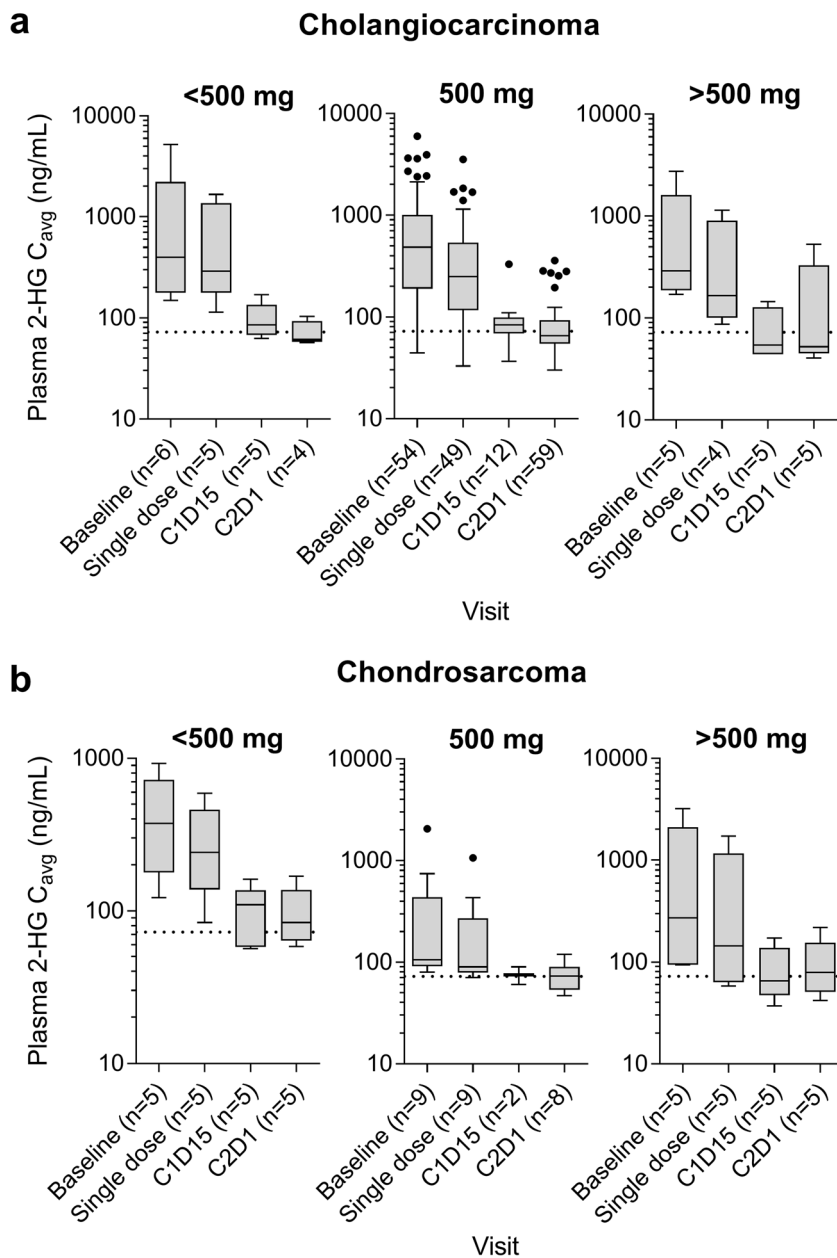 a
Cholangiocarcinoma
<500 mg
500 mg
>500 mg
Plasma 2-HG Cavg (ng/mL)
10000
1000
100
10
10000
1000
100
10
10000
1000
100
10
Baseline (n=6)
Single dose (n=5)
C1D15 (n=5)
C2D1 (n=4)
Baseline (n=54)
Single dose (n=49)
C1D15 (n=12)
C2D1 (n=59)
Baseline (n=5)
Single dose (n=4)
C1D15 (n=5)
C2D1 (n=5)
Visit
b
Chondrosarcoma
<500 mg
500 mg
>500 mg
Plasma 2-HG Cavg (ng/mL)
1000
100
10
10000
1000
100
10
10000
1000
100
10
Baseline (n=5)
Single dose (n=5)
C1D15 (n=5)
C2D1 (n=5)
Baseline (n=9)
Single dose (n=9)
C1D15 (n=2)
C2D1 (n=8)
Baseline (n=5)
Single dose (n=5)
C1D15 (n=5)
C2D1 (n=5)
Visit